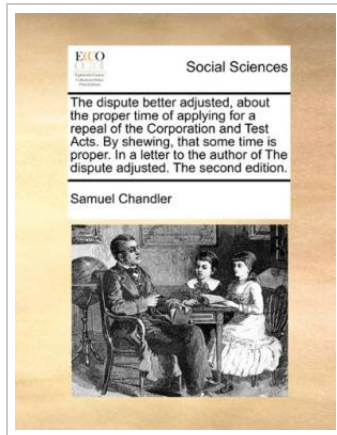 ECCO
Social Sciences
The dispute better adjusted, about
the proper time of applying for a
repeal of the Corporation and Test
Acts. By shewing, that some time is
proper. In a letter to the author of The
dispute adjusted. The second edition.
Samuel Chandler